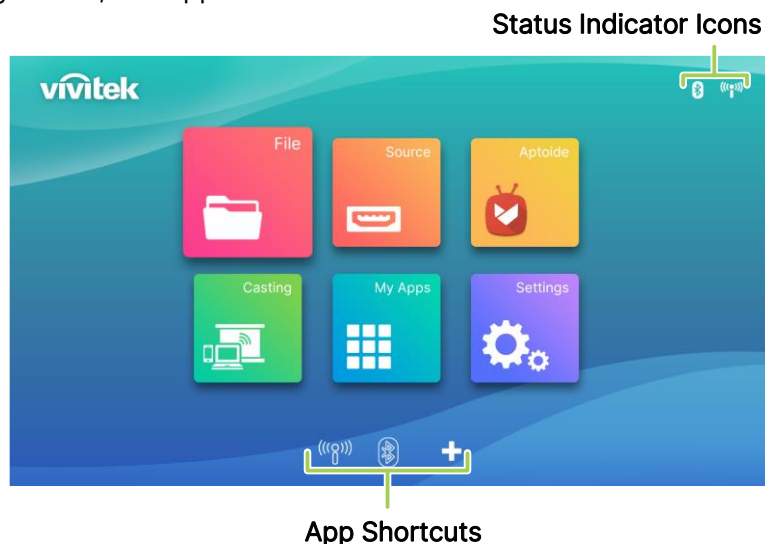 Status Indicator Icons
vivitek
File
Source
Aptoide
Casting
My Apps
Settings
App Shortcuts